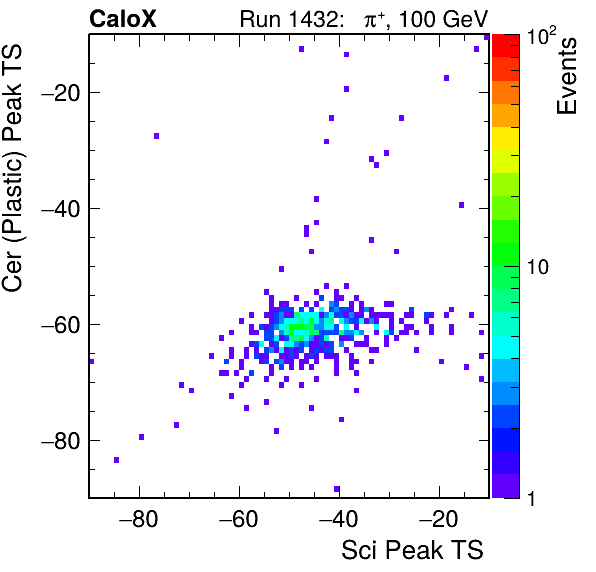 CaloX Run 1432: π⁺, 100 GeV
Cer (Plastic) Peak TS
−20
−40
−60
−80
−80 −60 −40 −20
Sci Peak TS
10²
10
1
Events